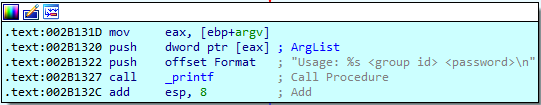 .text:002B131D mov     eax, [ebp+argv]
.text:002B1320 push    dword ptr [eax] ; ArgList
.text:002B1322 push    offset Format   ; "Usage: %s <group id> <password>\n"
.text:002B1327 call    _printf         ; Call Procedure
.text:002B132C add     esp, 8          ; Add